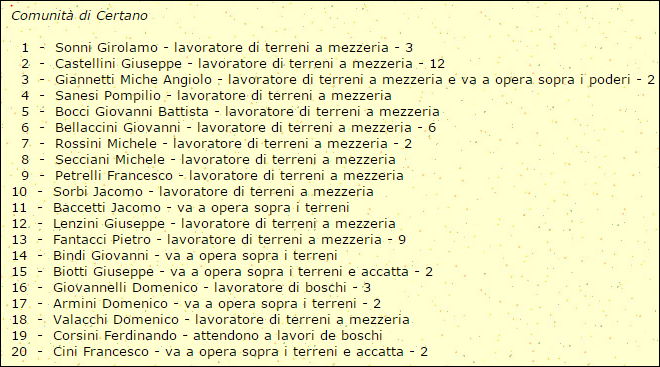 Comunità di Certano
1 - Sonni Girolamo - lavoratore di terreni a mezzeria - 3
2 - Castellini Giuseppe - lavoratore di terreni a mezzeria - 12
3 - Giannetti Miche Angiolo - lavoratore di terreni a mezzeria e va a opera sopra i poderi - 2
4 - Sanesi Pompilio - lavoratore di terreni a mezzeria
5 - Bocci Giovanni Battista - lavoratore di terreni a mezzeria
6 - Bellaccini Giovanni - lavoratore di terreni a mezzeria - 6
7 - Rossini Michele - lavoratore di terreni a mezzeria - 2
8 - Secciani Michele - lavoratore di terreni a mezzeria
9 - Petrelli Francesco - lavoratore di terreni a mezzeria
10 - Sorbi Jacomo - lavoratore di terreni a mezzeria
11 - Baccetti Jacomo - va a opera sopra i terreni
12 - Lenzini Giuseppe - lavoratore di terreni a mezzeria
13 - Fantacci Pietro - lavoratore di terreni a mezzeria - 9
14 - Bindi Giovanni - va a opera sopra i terreni
15 - Biotti Giuseppe - va a opera sopra i terreni e accatta - 2
16 - Giovannelli Domenico - lavoratore di boschi - 3
17 - Armini Domenico - va a opera sopra i terreni - 2
18 - Valacchi Domenico - lavoratore di terreni a mezzeria
19 - Corsini Ferdinando - attendono a lavori de boschi
20 - Cini Francesco - va a opera sopra i terreni e accatta - 2